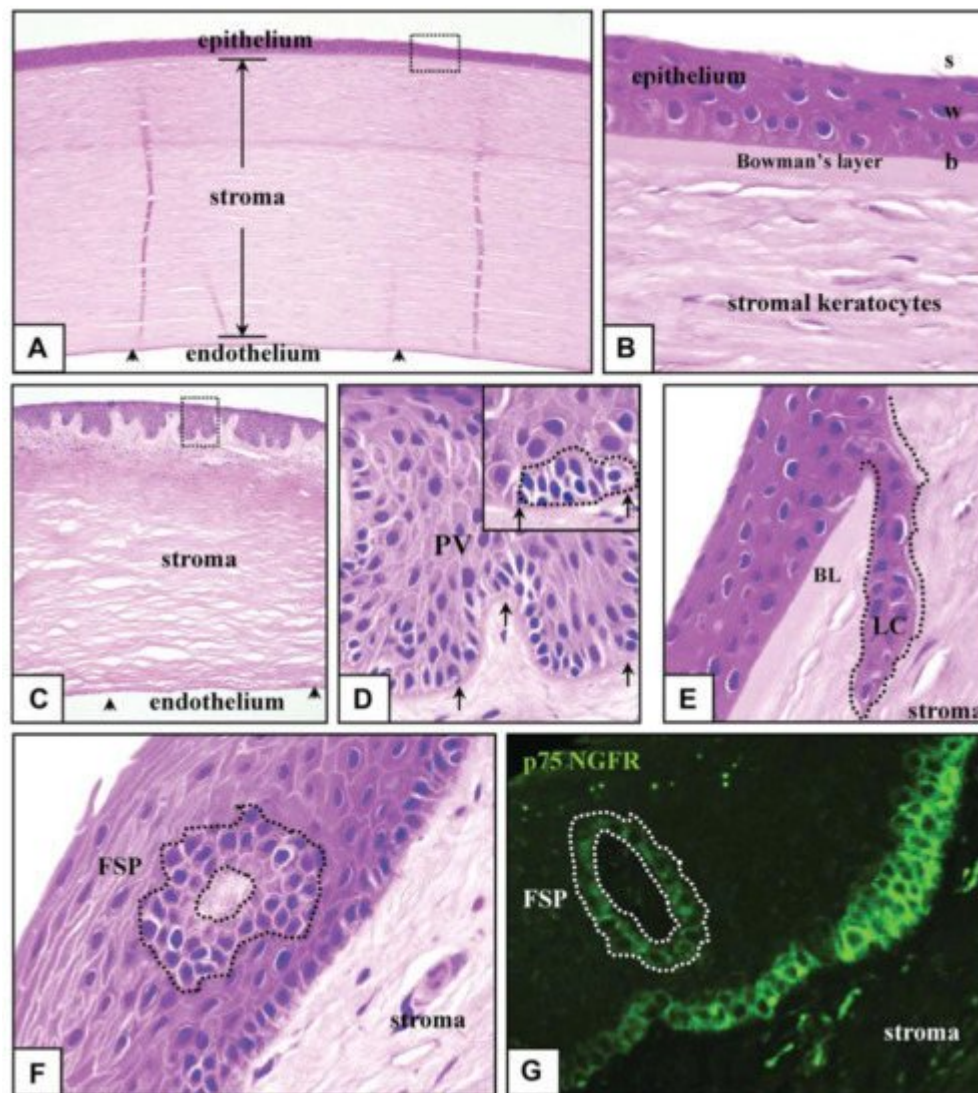 epithelium
stroma
endothelium
A
s
epithelium
w
Bowman's layer
b
stromal keratocytes
B
stroma
endothelium
C
PV
D
BL
LC
stroma
E
FSP
stroma
F
p75 NGFR
FSP
stroma
G